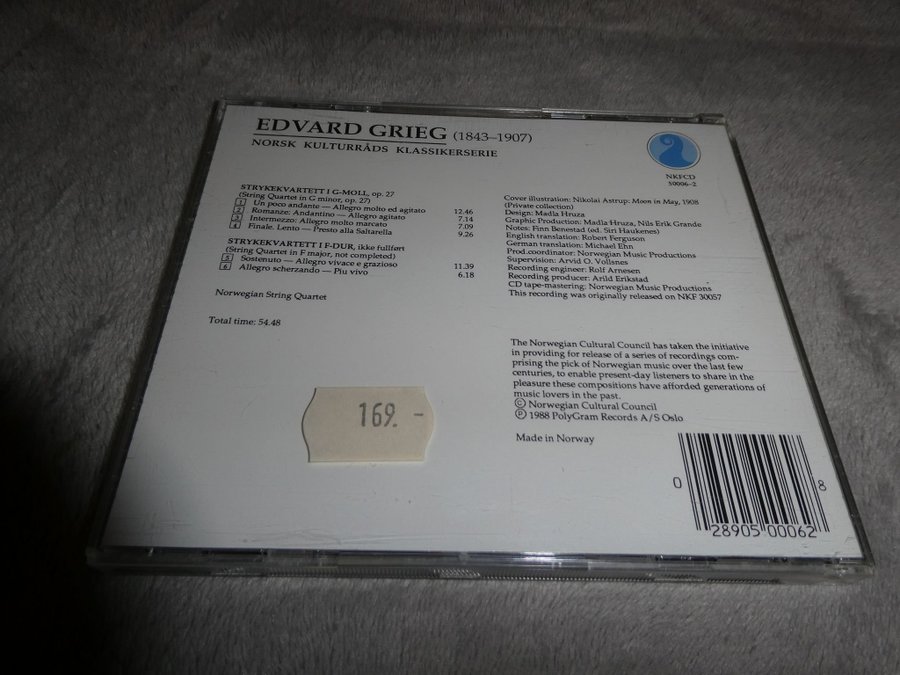 EDVARD GRIEG (1843–1907)
NORSK KULTURRÅDS KLASSIKERSERIE
NKFCD
50006-2
STRYKEKVARTETT I G-MOLL, op. 27
(String Quartet in G minor, op. 27)
1 Un poco andante — Allegro molto ed agitato 12.46
2 Romanze: Andantino — Allegro agitato 7.14
3 Intermezzo: Allegro molto marcato 7.09
4 Finale. Lento — Presto alla Saltarella 9.26
STRYKEKVARTETT I F-DUR, ikke fullført
(String Quartet in F major, not completed)
5 Sostenuto — Allegro vivace e grazioso 11.39
6 Allegro scherzando — Piu vivo 6.18
Norwegian String Quartet
Total time: 54.48
Cover illustration: Nikolai Astrup: Moon in May, 1908
(Private collection)
Design: Madla Hruza
Graphic Production: Madla Hruza, Nils Erik Grande
Notes: Finn Benestad (ed. Siri Haukenes)
English translation: Robert Ferguson
German translation: Michael Ehn
Prod.coordinator: Norwegian Music Productions
Supervision: Arvid O. Vollsnes
Recording engineer: Rolf Arnesen
Recording producer: Arild Erikstad
CD tape-mastering: Norwegian Music Productions
This recording was originally released on NKF 30057
The Norwegian Cultural Council has taken the initiative
in providing for release of a series of recordings com-
prising the pick of Norwegian music over the last few
centuries, to enable present-day listeners to share in the
pleasure these compositions have afforded generations of
music lovers in the past.
© Norwegian Cultural Council
℗ 1988 PolyGram Records A/S Oslo
Made in Norway
169.-
0 28905 00062 8